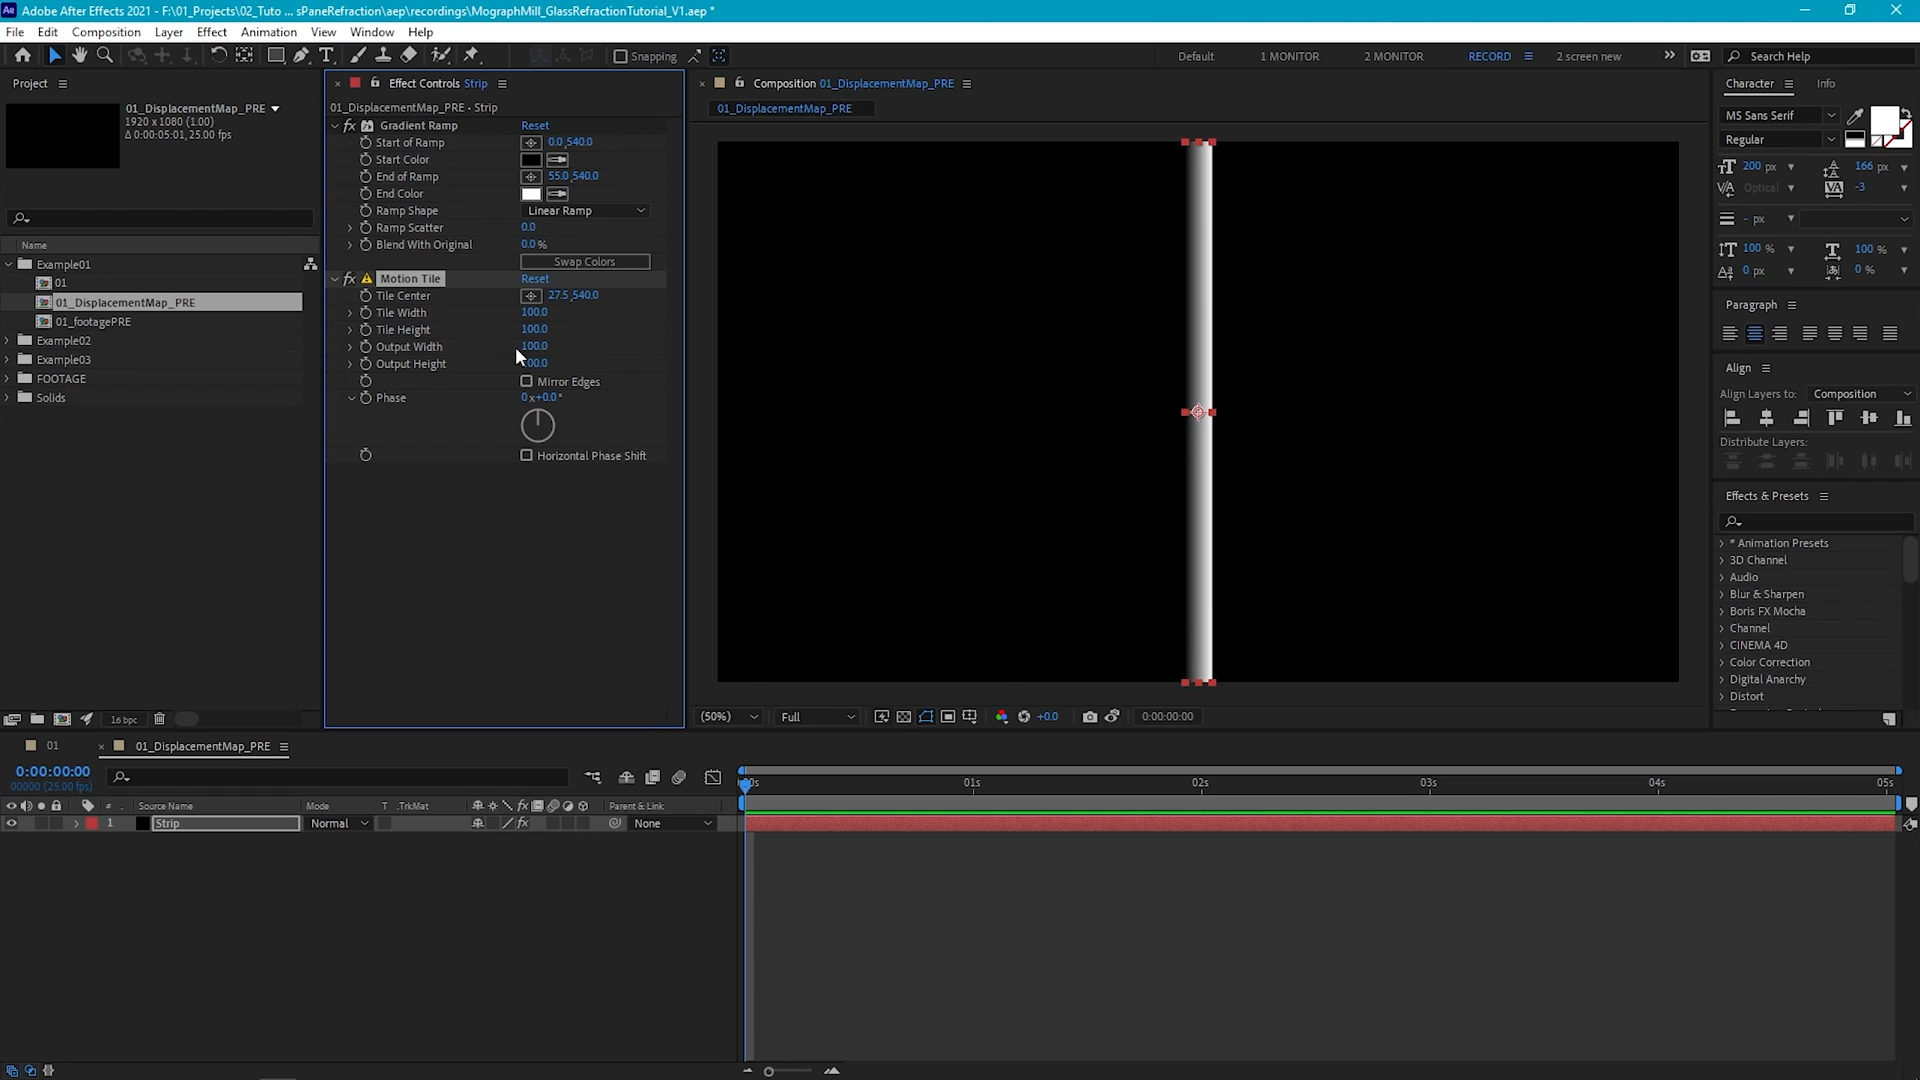 Adobe After Effects 2021 - F:\01_Projects\02_Tuto ... sPaneRefraction\aep\recordings\MographMill_GlassRefractionTutorial_V1.aep *
File Edit Composition Layer Effect Animation View Window Help
Snapping
Default 1 MONITOR 2 MONITOR RECORD 2 screen new Search Help
Project
01_DisplacementMap_PRE
1920 x 1080 (1.00)
Δ 0:00:05:01, 25.00 fps
Name
Example01
01
01_DisplacementMap_PRE
01_footagePRE
Example02
Example03
FOOTAGE
Solids
16 bpc
Effect Controls Strip
01_DisplacementMap_PRE • Strip
Gradient Ramp Reset
Start of Ramp 0.0,540.0
Start Color
End of Ramp 55.0,540.0
End Color
Ramp Shape Linear Ramp
Ramp Scatter 0.0
Blend With Original 0.0 %
Swap Colors
Motion Tile Reset
Tile Center 27.5,540.0
Tile Width 100.0
Tile Height 100.0
Output Width 100.0
Output Height
Mirror Edges
Phase 0 x+0.0 °
Horizontal Phase Shift
Composition 01_DisplacementMap_PRE
01_DisplacementMap_PRE
(50%) Full +0.0 0:00:00:00
Character Info
MS Sans Serif
Regular
200 px 166 px
Optical -3
- px
100 % 100 %
0 px 0 %
Paragraph
Align
Align Layers to: Composition
Distribute Layers:
Effects & Presets
* Animation Presets
3D Channel
Audio
Blur & Sharpen
Boris FX Mocha
Channel
CINEMA 4D
Color Correction
Digital Anarchy
Distort
01 01_DisplacementMap_PRE
0:00:00:00
00000 (25.00 fps)
01s 02s 03s 04s 05s
# Source Name Mode T .TrkMat Parent & Link
1 Strip Normal None